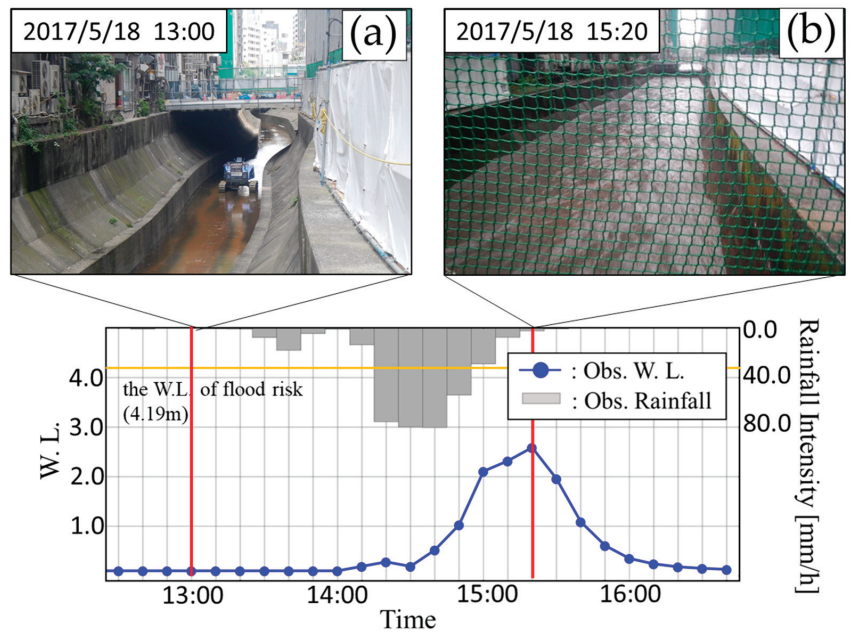 2017/5/18 13:00
(a)
2017/5/18 15:20
(b)
W. L.
4.0
3.0
2.0
1.0
the W.L. of flood risk
(4.19m)
: Obs. W. L.
: Obs. Rainfall
0.0
40.0
80.0
Rainfall Intensity [mm/h]
13:00
14:00
15:00
16:00
Time